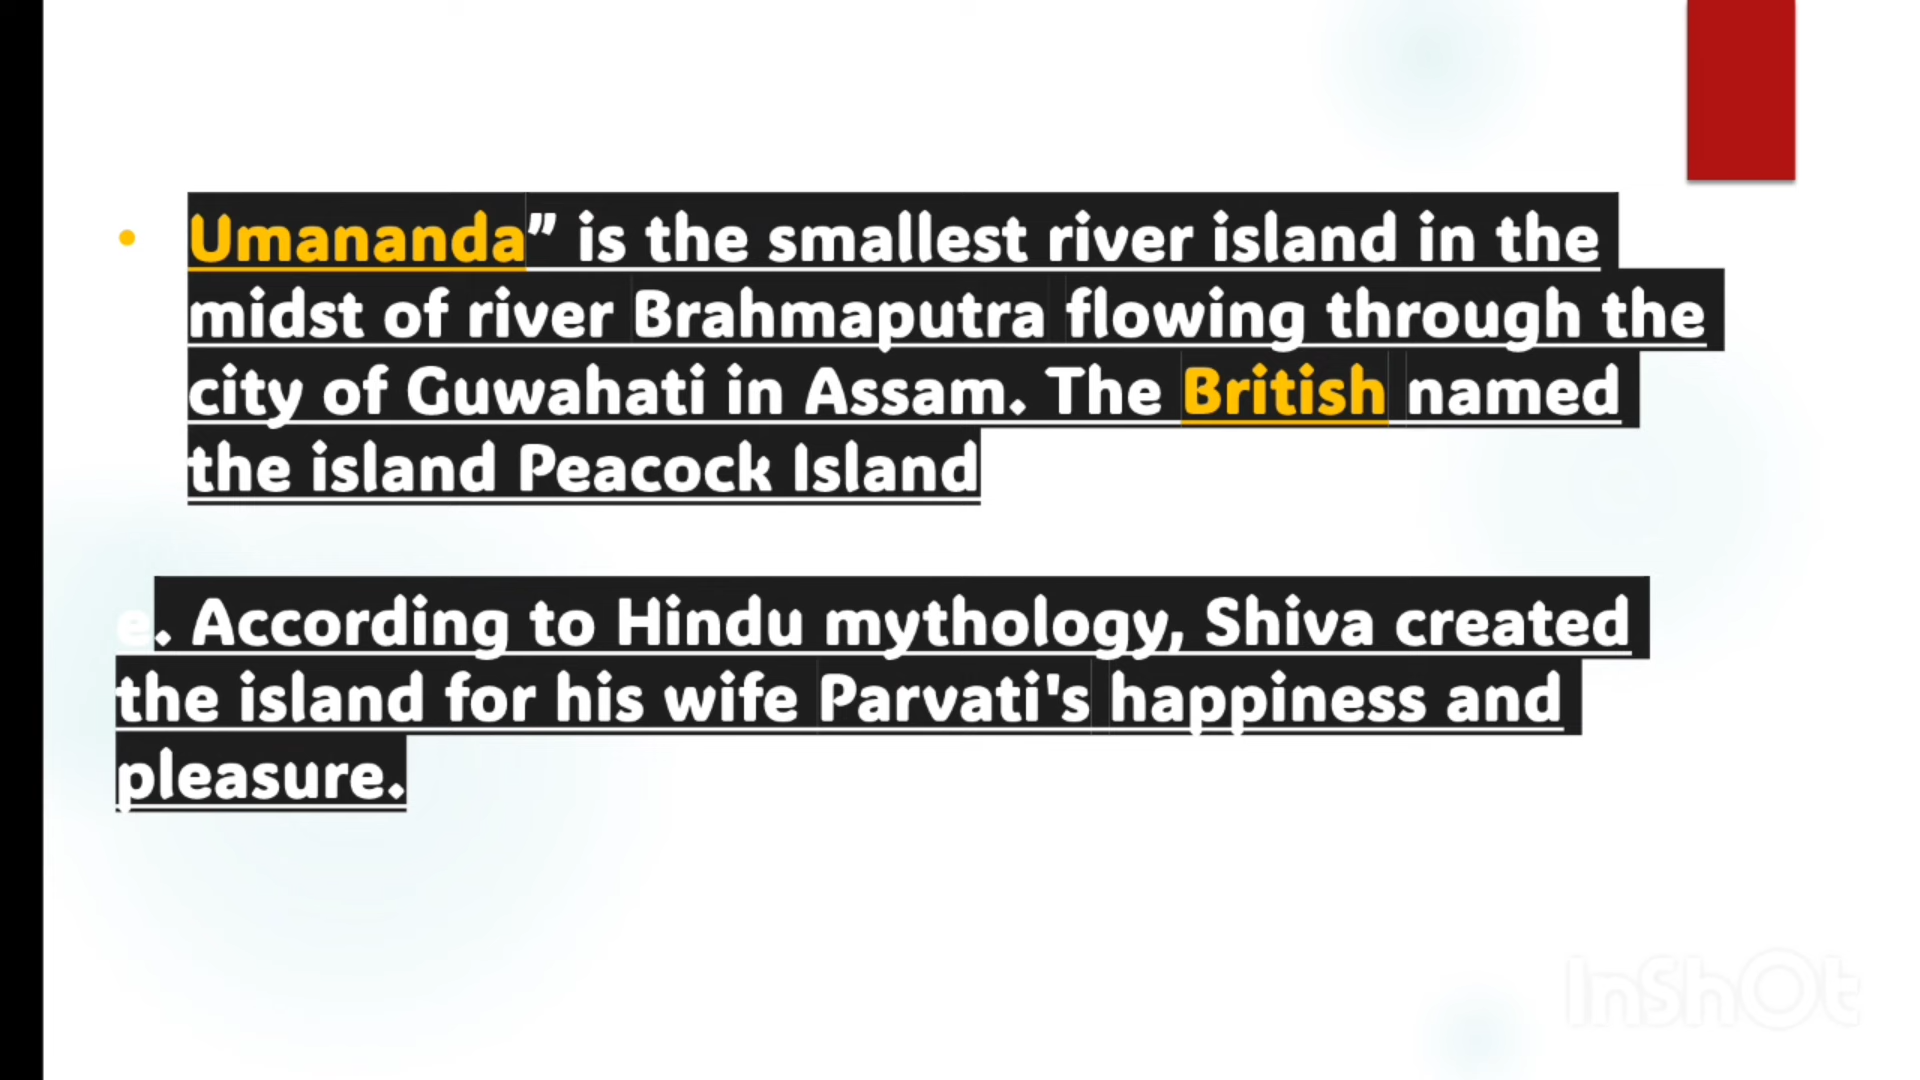 • Umananda” is the smallest river island in the
midst of river Brahmaputra flowing through the
city of Guwahati in Assam. The British named
the island Peacock Island
e. According to Hindu mythology, Shiva created
the island for his wife Parvati's happiness and
pleasure.
InShOt